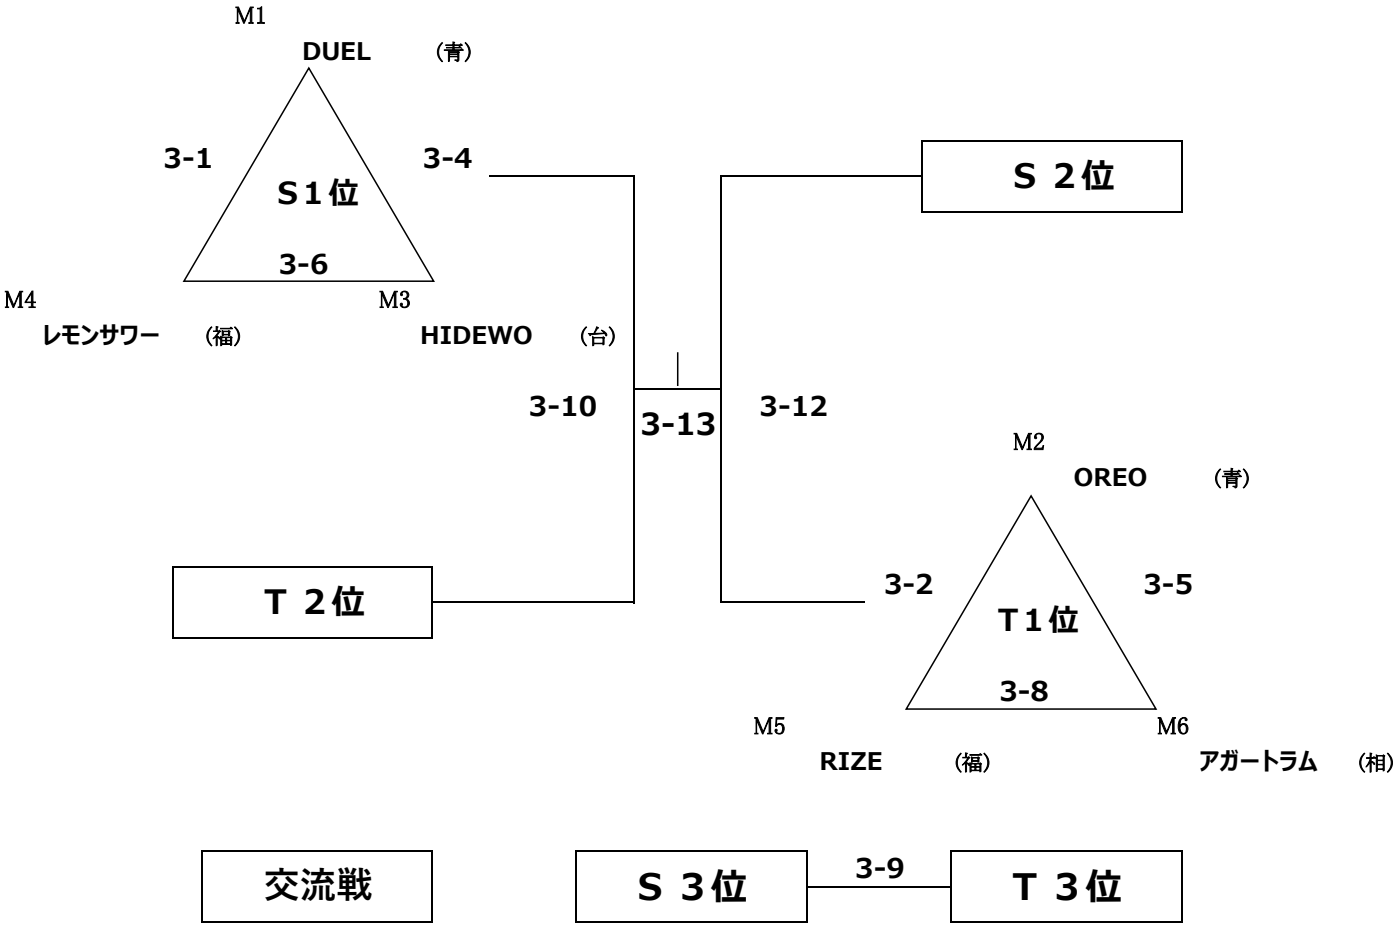 M1
DUEL （青）
3-1 3-4
S1位
S 2位
3-6
M4 M3
レモンサワー （福） HIDEWO （台）
3-10 3-13 3-12
M2
OREO （青）
3-2 3-5
T1位
T 2位
3-8
M5 M6
RIZE （福） アガートラム （相）
交流戦 S 3位 3-9 T 3位